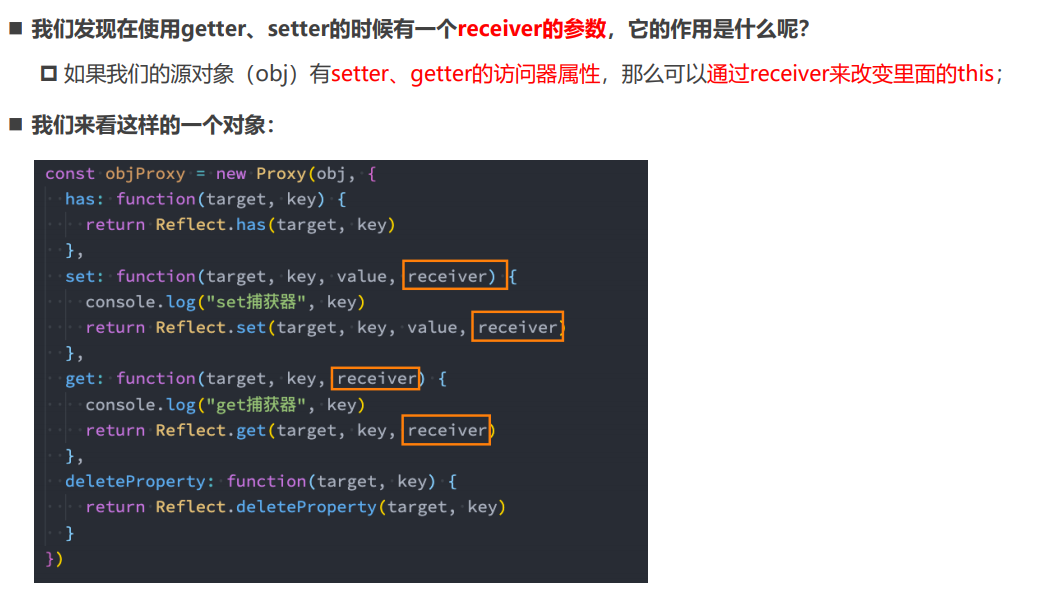 ■ 我们发现在使用getter、setter的时候有一个receiver的参数，它的作用是什么呢？
如果我们的源对象（obj）有setter、getter的访问器属性，那么可以通过receiver来改变里面的this；
■ 我们来看这样的一个对象：
const objProxy = new Proxy(obj, {
has: function(target, key) {
return Reflect.has(target, key)
},
set: function(target, key, value, receiver) {
console.log("set捕获器", key)
return Reflect.set(target, key, value, receiver)
},
get: function(target, key, receiver) {
console.log("get捕获器", key)
return Reflect.get(target, key, receiver)
},
deleteProperty: function(target, key) {
return Reflect.deleteProperty(target, key)
}
})